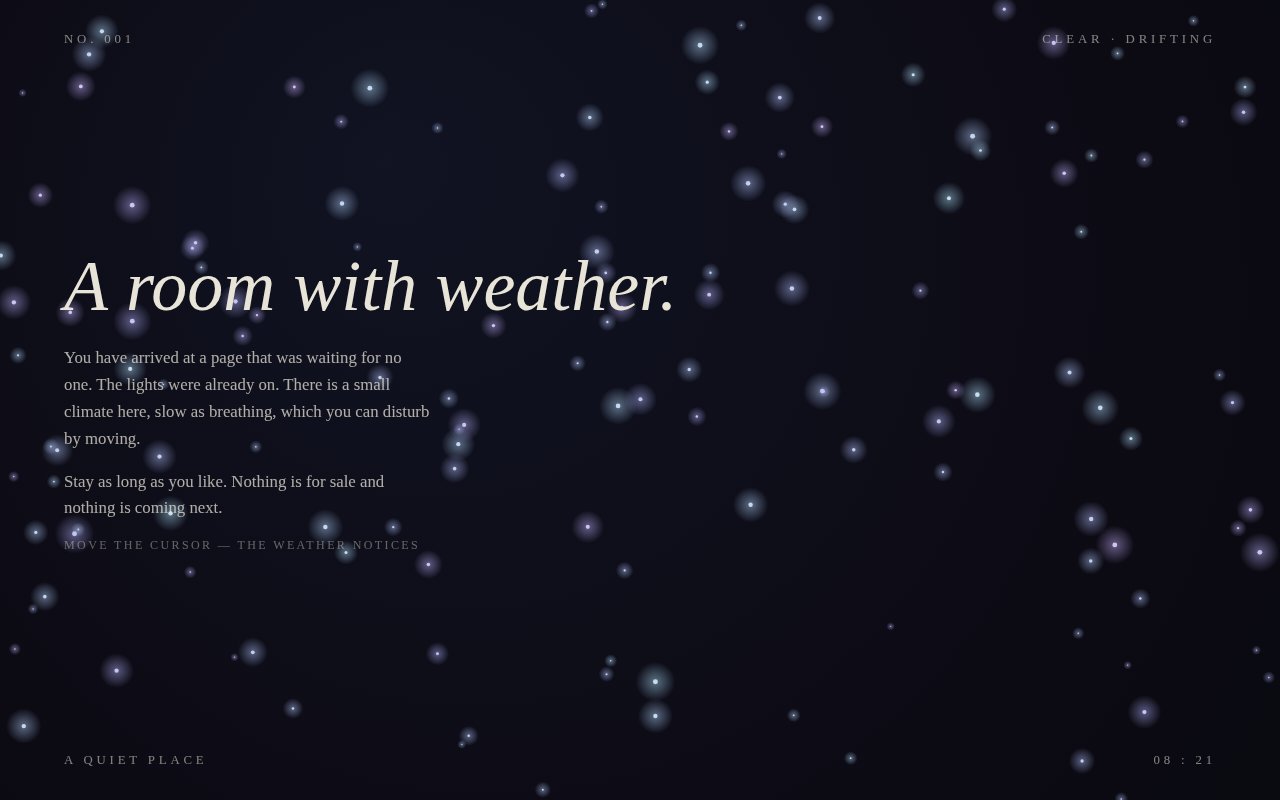 NO. 001
CLEAR · DRIFTING
A room with weather.
You have arrived at a page that was waiting for no
one. The lights were already on. There is a small
climate here, slow as breathing, which you can disturb
by moving.
Stay as long as you like. Nothing is for sale and
nothing is coming next.
MOVE THE CURSOR — THE WEATHER NOTICES
A QUIET PLACE
08 : 21